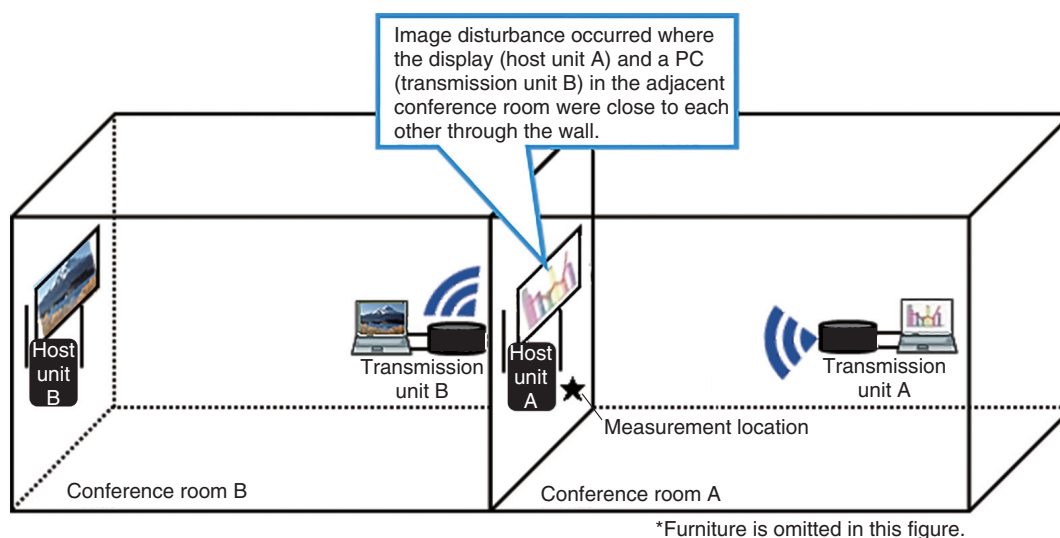 Image disturbance occurred where
the display (host unit A) and a PC
(transmission unit B) in the adjacent
conference room were close to each
other through the wall.
Host
unit
B
Transmission
unit B
Host
unit
A
Transmission
unit A
Measurement location
Conference room B
Conference room A
*Furniture is omitted in this figure.